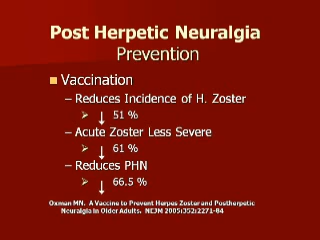 Post Herpetic Neuralgia
Prevention
Vaccination
– Reduces Incidence of H. Zoster
51 %
– Acute Zoster Less Severe
61 %
– Reduces PHN
66.5 %
Oxman MN. A Vaccine to Prevent Herpes Zoster and Postherpetic
Neuralgia in Older Adults. NEJM 2005;352:2271-84